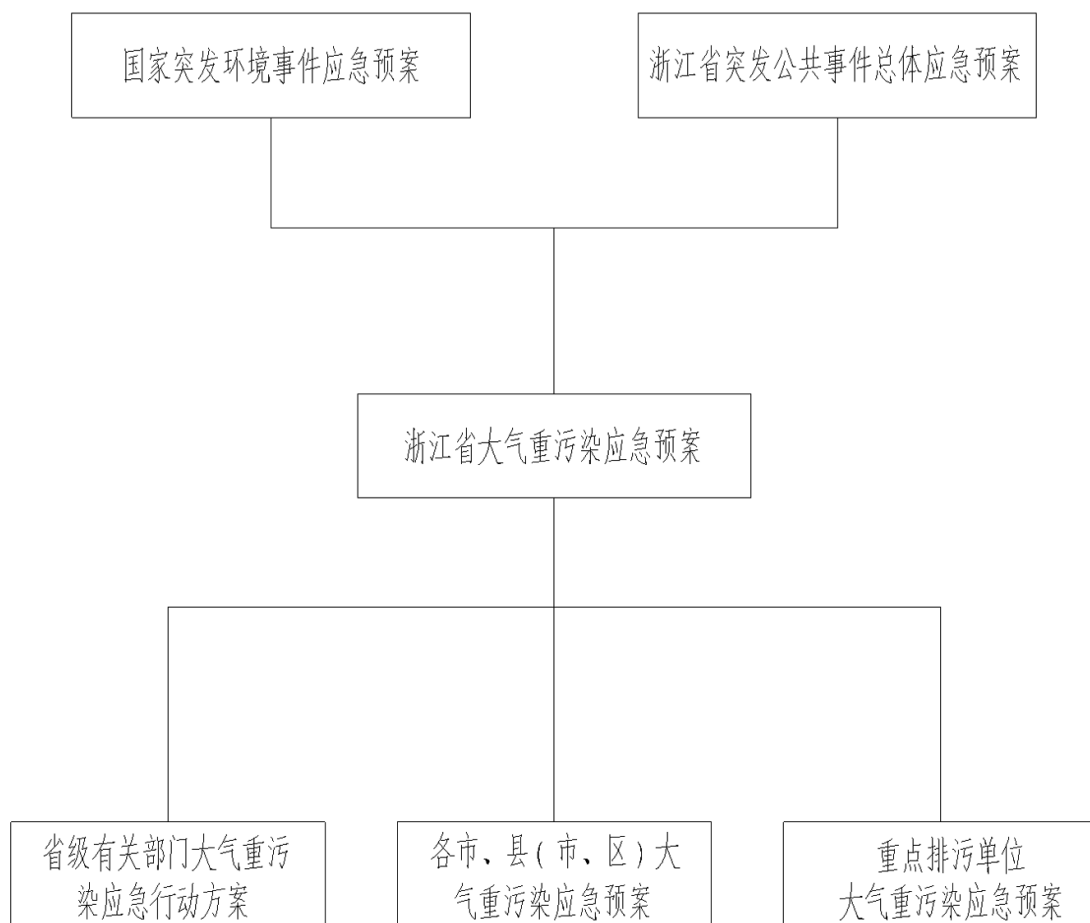 国家突发环境事件应急预案
浙江省突发公共事件总体应急预案
浙江省大气重污染应急预案
省级有关部门大气重污
染应急行动方案
各市、县(市、区)大
气重污染应急预案
重点排污单位
大气重污染应急预案